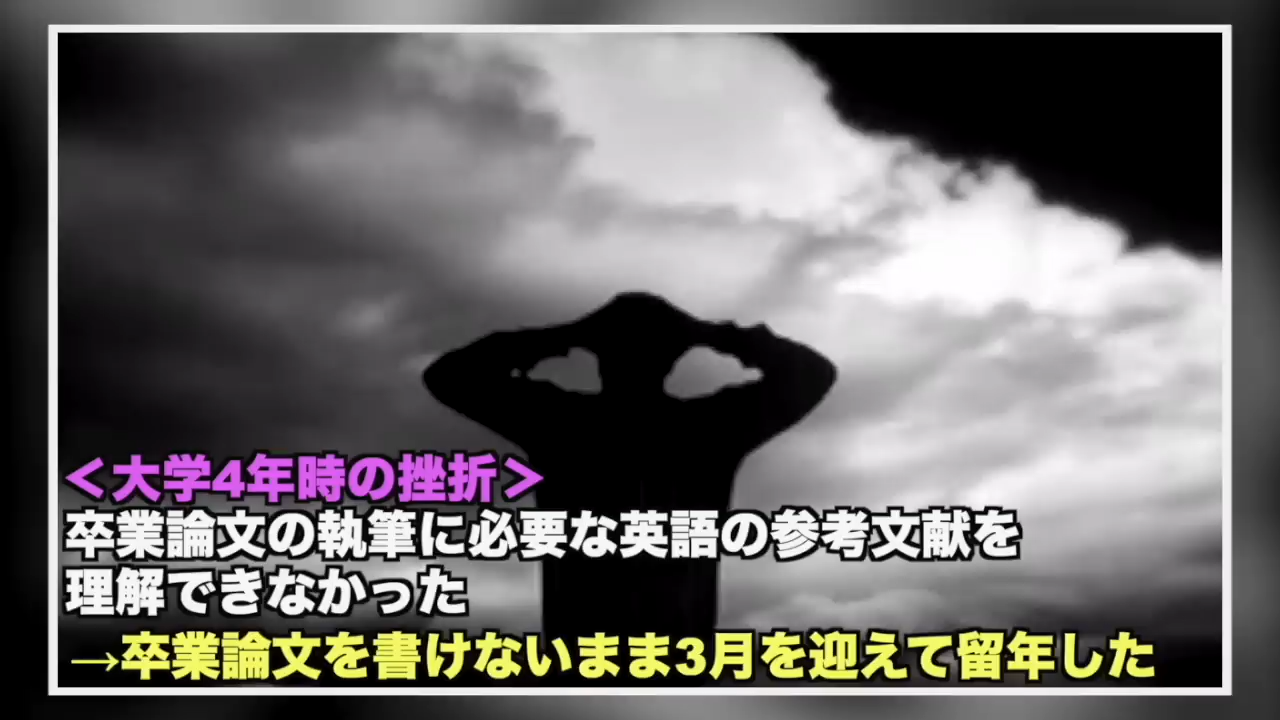 ＜大学4年時の挫折＞
卒業論文の執筆に必要な英語の参考文献を
理解できなかった
→卒業論文を書けないまま3月を迎えて留年した